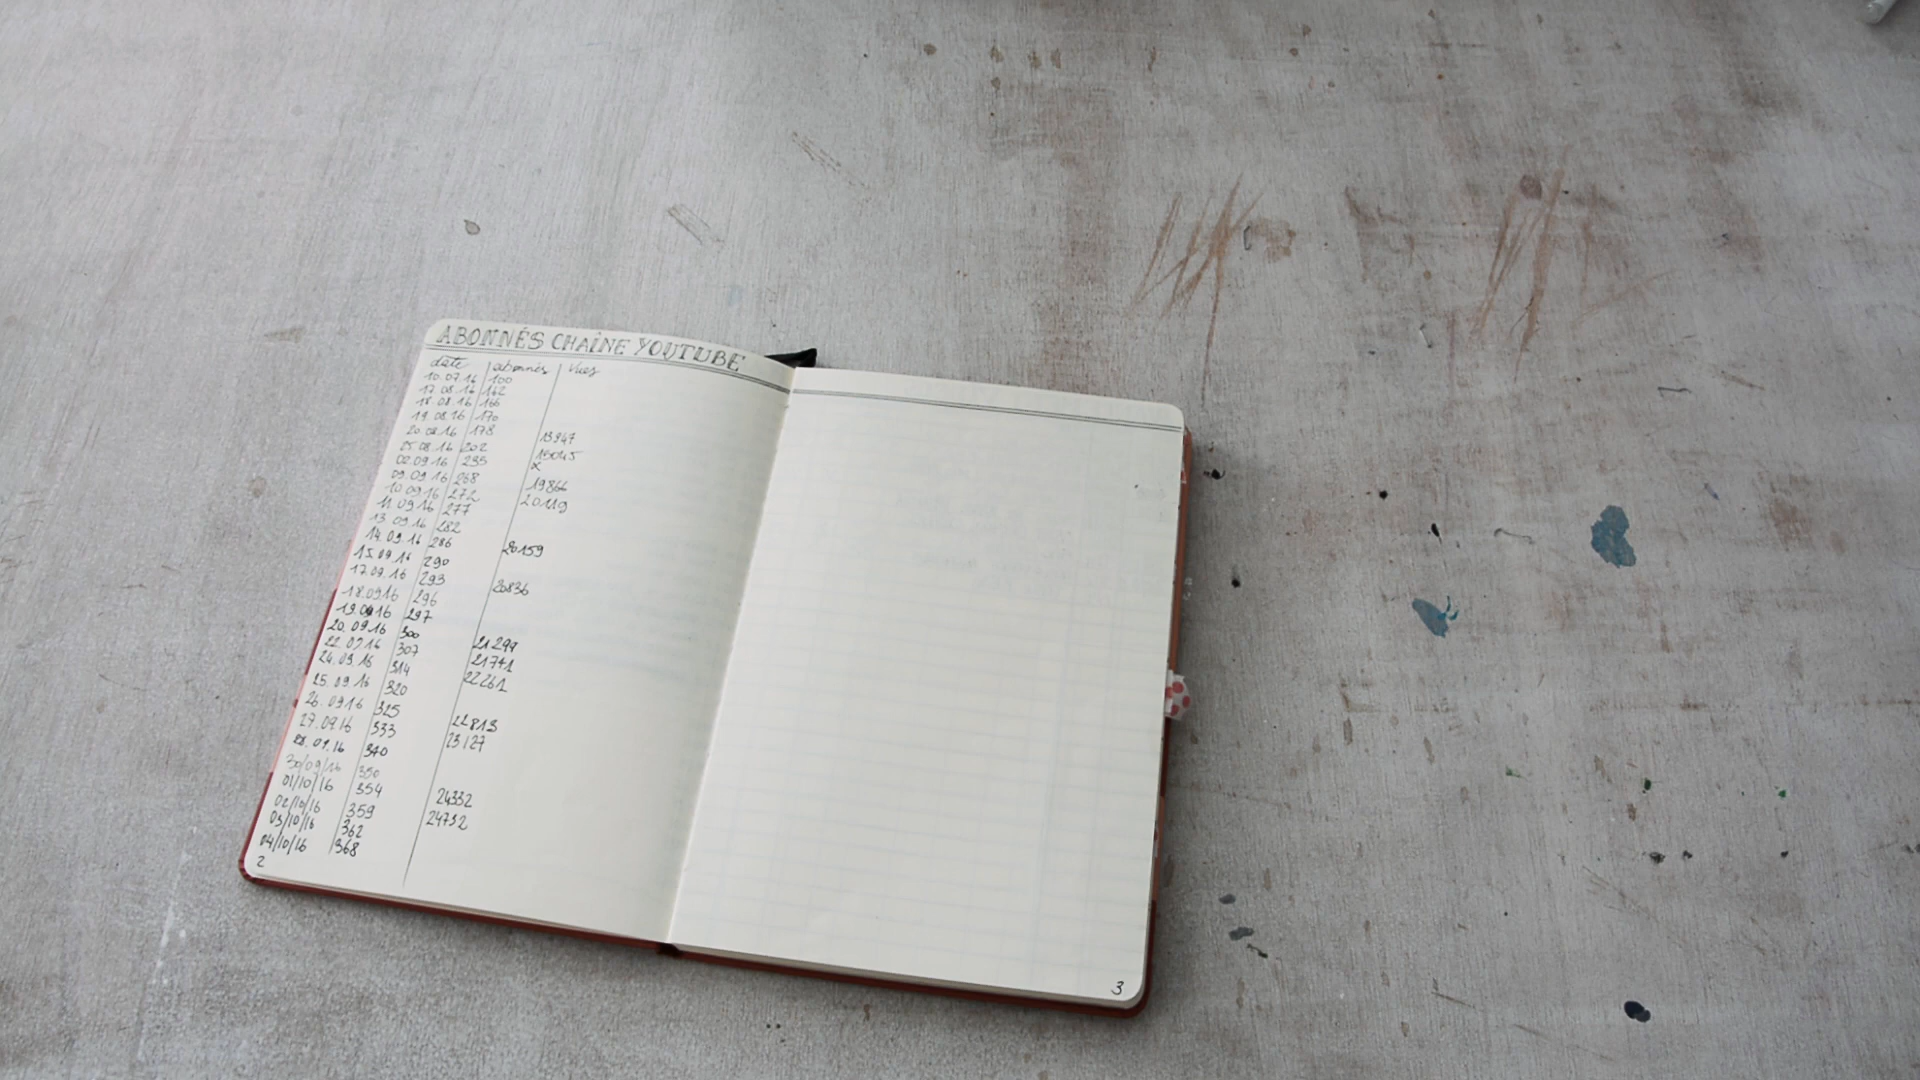 ABONNÉS CHAÎNE YOUTUBE
date abonnés Vues
10.07.16 100
17.08.16 162
18.08.16 166
19.08.16 170
20.08.16 178
25.08.16 202 13947
02.09.16 235 15045
09.09.16 268 x
10.09.16 272 19866
11.09.16 277 20119
13.09.16 282
14.09.16 286
15.09.16 290 20159
17.09.16 293
18.09.16 296 20836
19.09.16 297
20.09.16 300
22.09.16 307 21299
24.09.16 314 21741
25.09.16 320 22261
26.09.16 325
27.09.16 333 22813
28.09.16 340 23127
30/09/16 350
01/10/16 354
02/10/16 359 24332
03/10/16 362 24732
04/10/16 368
2
3